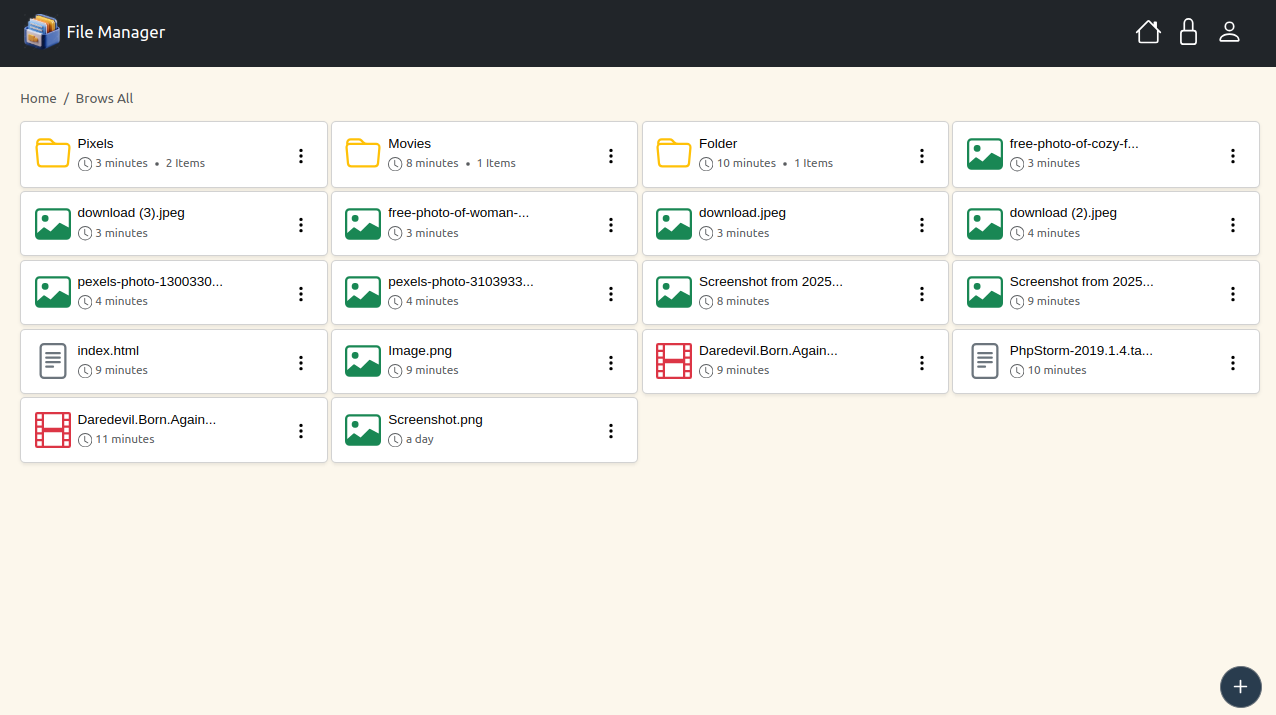 File Manager
Home / Brows All
Pixels
3 minutes • 2 Items
Movies
8 minutes • 1 Items
Folder
10 minutes • 1 Items
free-photo-of-cozy-f...
3 minutes
download (3).jpeg
3 minutes
free-photo-of-woman-...
3 minutes
download.jpeg
3 minutes
download (2).jpeg
4 minutes
pexels-photo-1300330...
4 minutes
pexels-photo-3103933...
4 minutes
Screenshot from 2025...
8 minutes
Screenshot from 2025...
9 minutes
index.html
9 minutes
Image.png
9 minutes
Daredevil.Born.Again...
9 minutes
PhpStorm-2019.1.4.ta...
10 minutes
Daredevil.Born.Again...
11 minutes
Screenshot.png
a day